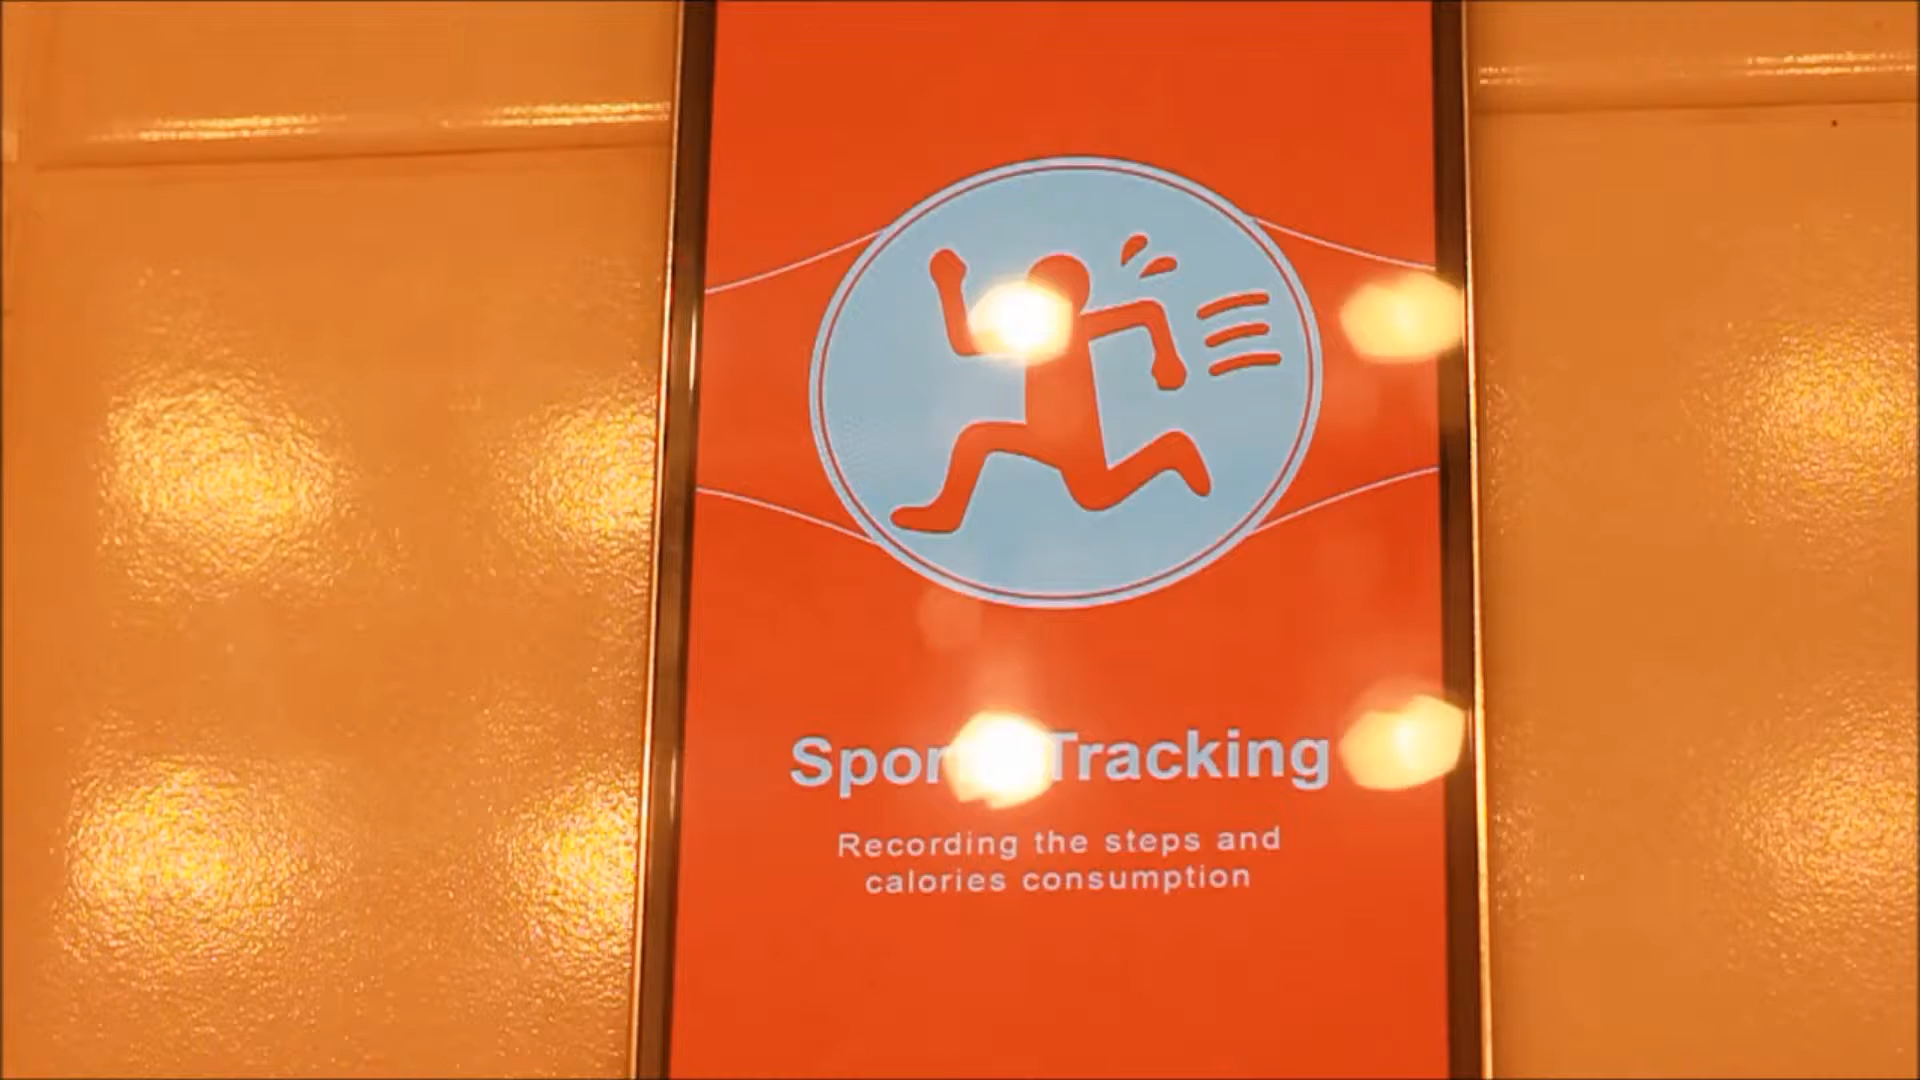 Tracking
Recording the steps and
calories consumption